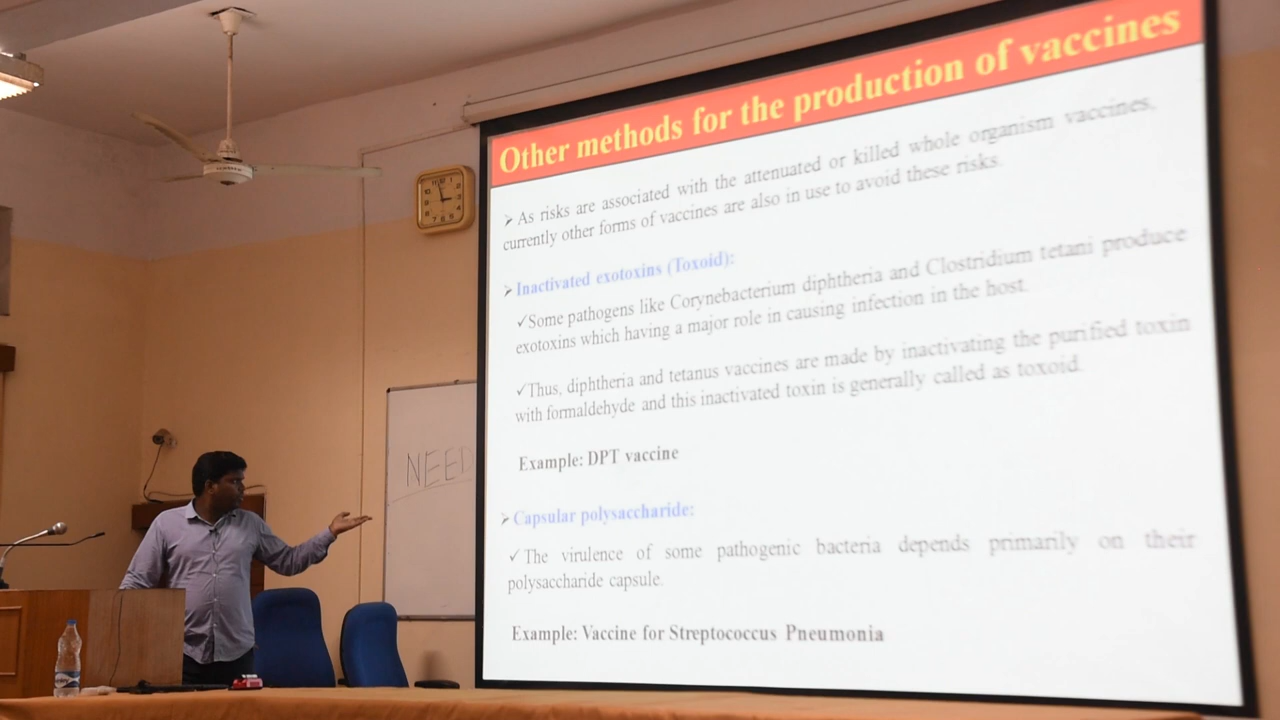 Other methods for the production of vaccines
➢ As risks are associated with the attenuated or killed whole organism vaccines,
currently other forms of vaccines are also in use to avoid these risks.
➢ Inactivated exotoxins (Toxoid):
✓Some pathogens like Corynebacterium diphtheria and Clostridium tetani produce
exotoxins which having a major role in causing infection in the host.
✓Thus, diphtheria and tetanus vaccines are made by inactivating the purified toxin
with formaldehyde and this inactivated toxin is generally called as toxoid.
Example: DPT vaccine
➢ Capsular polysaccharide:
✓ The virulence of some pathogenic bacteria depends primarily on their
polysaccharide capsule.
Example: Vaccine for Streptococcus Pneumonia
NEED